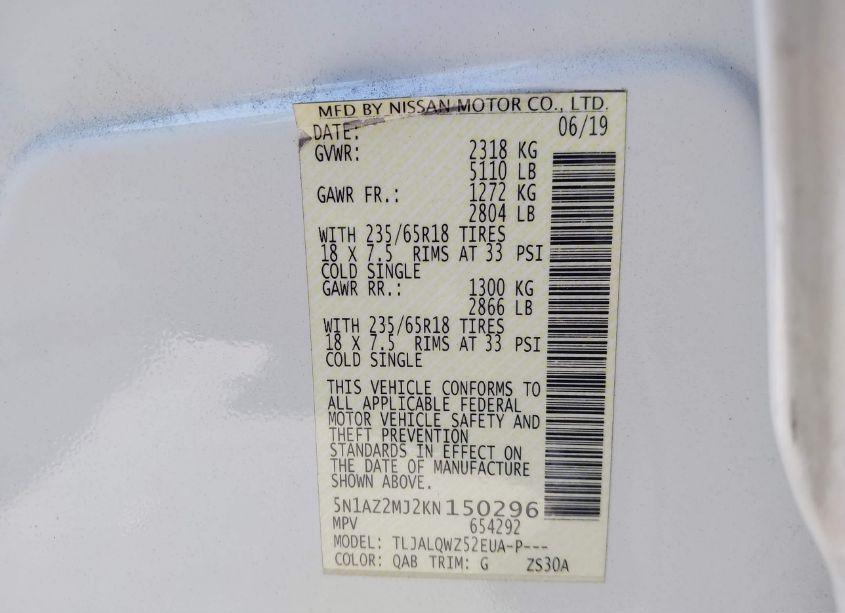 MFD BY NISSAN MOTOR CO., LTD.
DATE: 06/19
GVWR: 2318 KG
5110 LB
GAWR FR.: 1272 KG
2804 LB
WITH 235/65R18 TIRES
18 X 7.5 RIMS AT 33 PSI
COLD SINGLE
GAWR RR.: 1300 KG
2866 LB
WITH 235/65R18 TIRES
18 X 7.5 RIMS AT 33 PSI
COLD SINGLE
THIS VEHICLE CONFORMS TO
ALL APPLICABLE FEDERAL
MOTOR VEHICLE SAFETY AND
THEFT PREVENTION
STANDARDS IN EFFECT ON
THE DATE OF MANUFACTURE
SHOWN ABOVE.
5N1AZ2MJ2KN150296
MPV 654292
MODEL: TLJALQWZ52EUA-P---
COLOR: QAB TRIM: G ZS30A